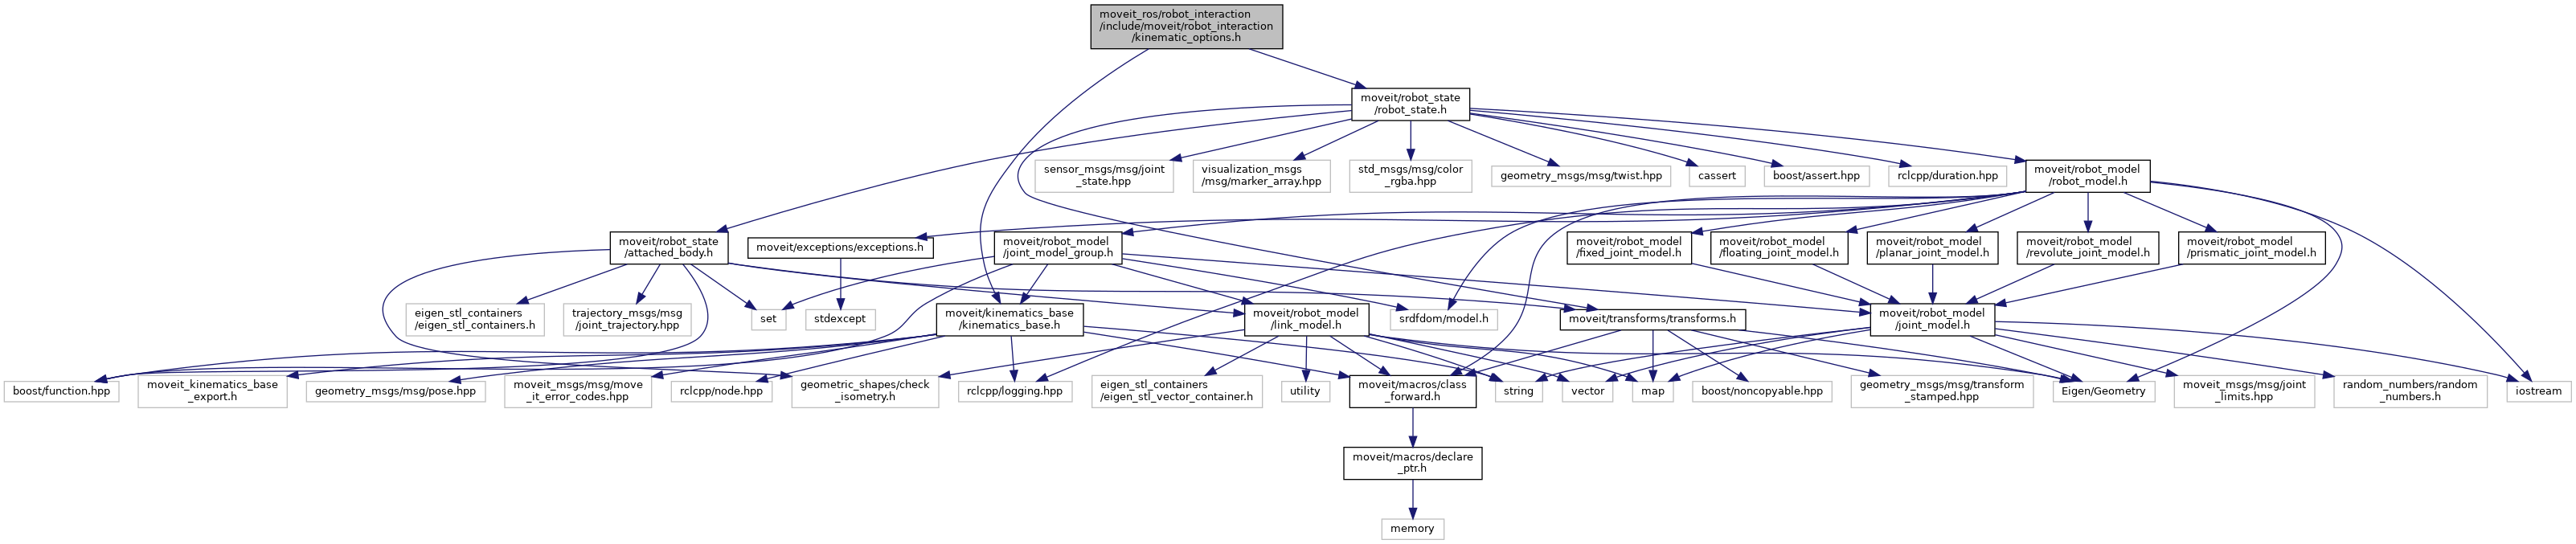 moveit_ros/robot_interaction
/include/moveit/robot_interaction
/kinematic_options.h
moveit/robot_state
/robot_state.h
sensor_msgs/msg/joint
_state.hpp
visualization_msgs
/msg/marker_array.hpp
std_msgs/msg/color
_rgba.hpp
geometry_msgs/msg/twist.hpp
cassert
boost/assert.hpp
rclcpp/duration.hpp
moveit/robot_model
/robot_model.h
moveit/robot_state
/attached_body.h
moveit/exceptions/exceptions.h
moveit/robot_model
/joint_model_group.h
moveit/robot_model
/fixed_joint_model.h
moveit/robot_model
/floating_joint_model.h
moveit/robot_model
/planar_joint_model.h
moveit/robot_model
/revolute_joint_model.h
moveit/robot_model
/prismatic_joint_model.h
eigen_stl_containers
/eigen_stl_containers.h
trajectory_msgs/msg
/joint_trajectory.hpp
set
stdexcept
moveit/kinematics_base
/kinematics_base.h
moveit/robot_model
/link_model.h
srdfdom/model.h
moveit/transforms/transforms.h
moveit/robot_model
/joint_model.h
boost/function.hpp
moveit_kinematics_base
_export.h
geometry_msgs/msg/pose.hpp
moveit_msgs/msg/move
_it_error_codes.hpp
rclcpp/node.hpp
geometric_shapes/check
_isometry.h
rclcpp/logging.hpp
eigen_stl_containers
/eigen_stl_vector_container.h
utility
moveit/macros/class
_forward.h
string
vector
map
boost/noncopyable.hpp
geometry_msgs/msg/transform
_stamped.hpp
Eigen/Geometry
moveit_msgs/msg/joint
_limits.hpp
random_numbers/random
_numbers.h
iostream
moveit/macros/declare
_ptr.h
memory